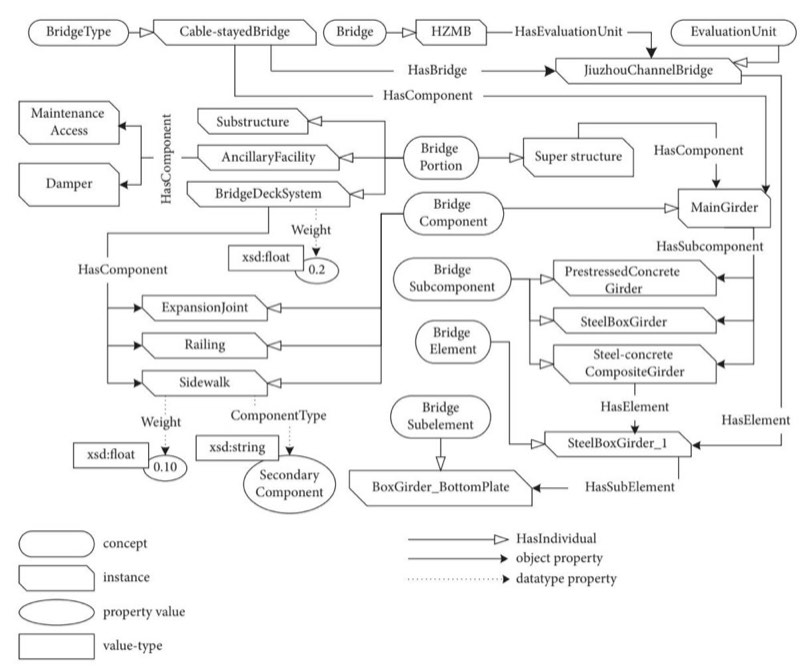 BridgeType
Cable-stayedBridge
Bridge
HZMB
HasEvaluationUnit
EvaluationUnit
HasBridge
JiuzhouChannelBridge
HasComponent
Maintenance
Access
HasComponent
Substructure
AncillaryFacility
Bridge
Portion
Super structure
HasComponent
Damper
BridgeDeckSystem
Bridge
Component
MainGirder
Weight
xsd:float
0.2
HasSubcomponent
HasComponent
Bridge
Subcomponent
PrestressedConcrete
Girder
ExpansionJoint
SteelBoxGirder
Railing
Bridge
Element
Steel-concrete
CompositeGirder
Sidewalk
HasElement
Weight
ComponentType
Bridge
Subelement
HasElement
xsd:float
0.10
xsd:string
SteelBoxGirder_1
Secondary
Component
BoxGirder_BottomPlate
HasSubElement
concept
instance
property value
value-type
HasIndividual
object property
datatype property